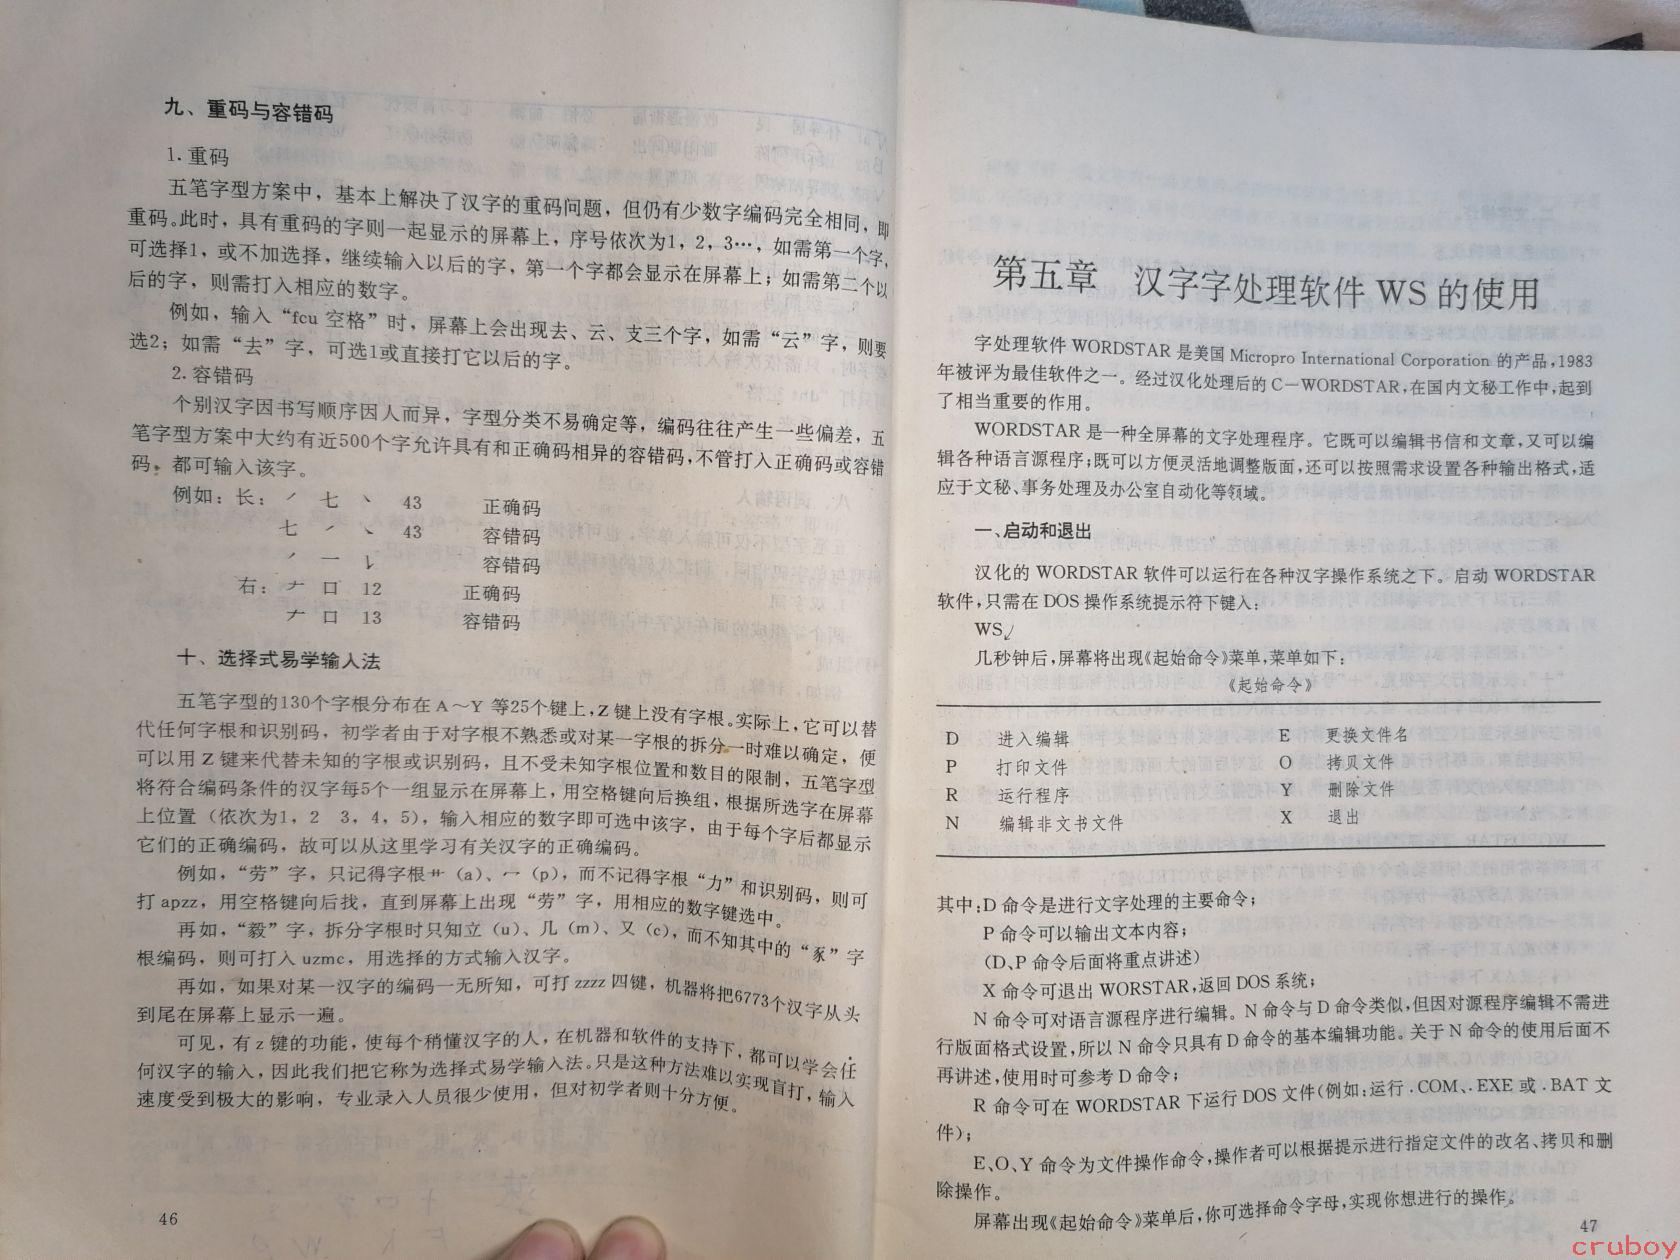 九、重码与容错码
1. 重码
五笔字型方案中，基本上解决了汉字的重码问题，但仍有少数字编码完全相同，即
重码。此时，具有重码的字则一起显示的屏幕上，序号依次为1，2，3…，如需第一个字，
可选择1，或不加选择，继续输入以后的字，第一个字都会显示在屏幕上；如需第二个以
后的字，则需打入相应的数字。
例如，输入“fcu 空格”时，屏幕上会出现去、云、支三个字，如需“云”字，则要
选2；如需“去”字，可选1或直接打它以后的字。
2. 容错码
个别汉字因书写顺序因人而异，字型分类不易确定等，编码往往产生一些偏差，五
笔字型方案中大约有近500个字允许具有和正确码相异的容错码，不管打入正确码或容错
码，都可输入该字。
例如：长：㇒ 七 ㇏ 43 正确码
七 ㇒ ㇏ 43 容错码
㇒ 一 容错码
右：𠂇 口 12 正确码
𠂇 口 13 容错码
十、选择式易学输入法
五笔字型的130个字根分布在 A～Y 等25个键上，Z 键上没有字根。实际上，它可以替
代任何字根和识别码，初学者由于对字根不熟悉或对某一字根的拆分一时难以确定，便
可以用 Z 键来代替未知的字根或识别码，且不受未知字根位置和数目的限制，五笔字型
将符合编码条件的汉字每5个一组显示在屏幕上，用空格键向后换组，根据所选字在屏幕
上位置（依次为1，2 3，4，5），输入相应的数字即可选中该字，由于每个字后都显示
它们的正确编码，故可以从这里学习有关汉字的正确编码。
例如，“劳”字，只记得字根艹（a）、冖（p），而不记得字根“力”和识别码，则可
打 apzz，用空格键向后找，直到屏幕上出现“劳”字，用相应的数字键选中。
再如，“毅”字，拆分字根时只知立（u）、几（m）、又（c），而不知其中的“豕”字
根编码，则可打入 uzmc，用选择的方式输入汉字。
再如，如果对某一汉字的编码一无所知，可打 zzzz 四键，机器将把6773个汉字从头
到尾在屏幕上显示一遍。
可见，有 z 键的功能，使每个稍懂汉字的人，在机器和软件的支持下，都可以学会任
何汉字的输入，因此我们把它称为选择式易学输入法。只是这种方法难以实现盲打，输入
速度受到极大的影响，专业录入人员很少使用，但对初学者则十分方便。
46
第五章 汉字字处理软件 WS 的使用
字处理软件 WORDSTAR 是美国 Micropro International Corporation 的产品，1983
年被评为最佳软件之一。经过汉化处理后的 C－WORDSTAR，在国内文秘工作中，起到
了相当重要的作用。
WORDSTAR 是一种全屏幕的文字处理程序。它既可以编辑书信和文章，又可以编
辑各种语言源程序；既可以方便灵活地调整版面，还可以按照需求设置各种输出格式，适
应于文秘、事务处理及办公室自动化等领域。
一、启动和退出
汉化的 WORDSTAR 软件可以运行在各种汉字操作系统之下。启动 WORDSTAR
软件，只需在 DOS 操作系统提示符下键入：
WS↙
几秒钟后，屏幕将出现《起始命令》菜单，菜单如下：
《起始命令》
D 进入编辑 E 更换文件名
P 打印文件 O 拷贝文件
R 运行程序 Y 删除文件
N 编辑非文书文件 X 退出
其中：D 命令是进行文字处理的主要命令；
P 命令可以输出文本内容；
（D、P 命令后面将重点讲述）
X 命令可退出 WORSTAR，返回 DOS 系统；
N 命令可对语言源程序进行编辑。N 命令与 D 命令类似，但因对源程序编辑不需进
行版面格式设置，所以 N 命令只具有 D 命令的基本编辑功能。关于 N 命令的使用后面不
再讲述，使用时可参考 D 命令；
R 命令可在 WORDSTAR 下运行 DOS 文件（例如：运行 .COM、.EXE 或 .BAT 文
件）；
E、O、Y 命令为文件操作命令，操作者可以根据提示进行指定文件的改名、拷贝和删
除操作。
屏幕出现《起始命令》菜单后，你可选择命令字母，实现你想进行的操作。
47
cruboy